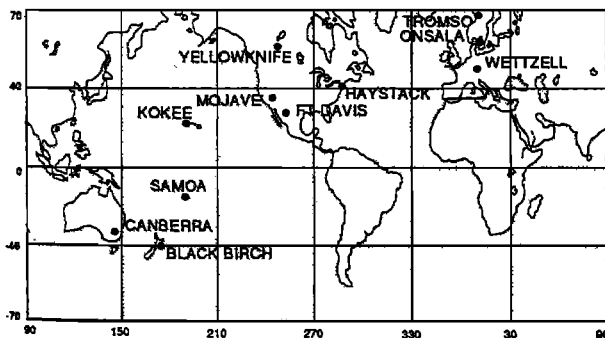 70
TROMSO
ONSALA
YELLOWKNIFE
WETTZELL
40
MOJAVE
HAYSTACK
KOKEE
FT. DAVIS
0
SAMOA
CANBERRA
BLACK BIRCH
-70
90 150 210 270 330 30 90